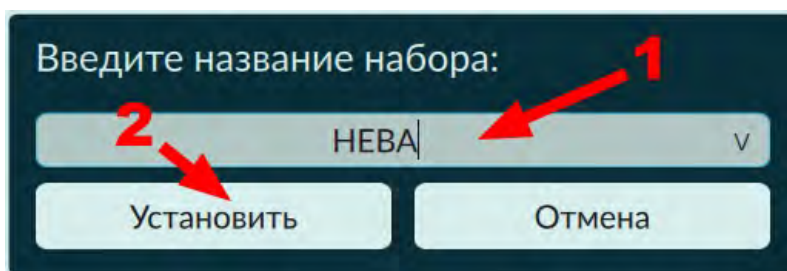 Введите название набора:
1
2
НЕВА
v
Установить
Отмена